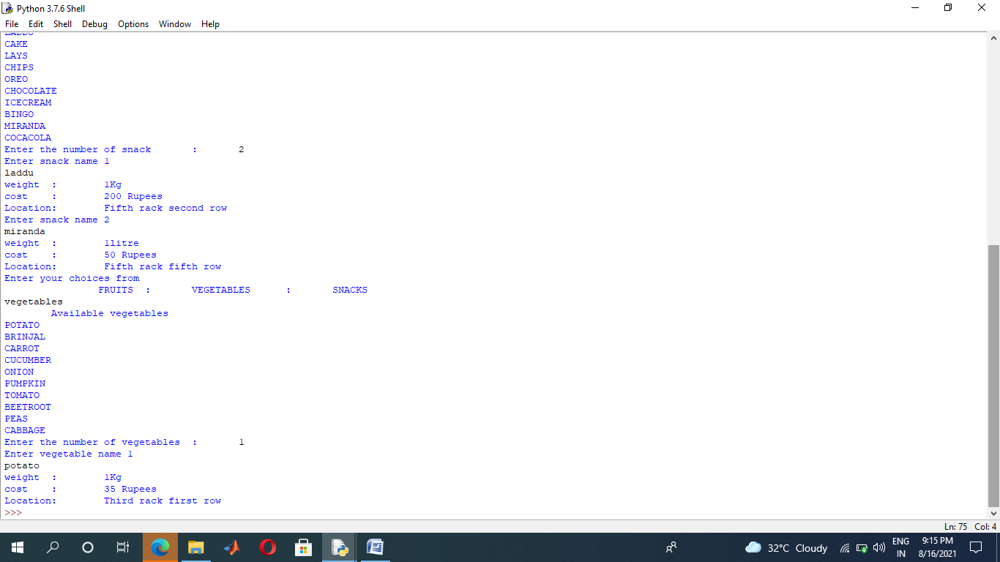 Python 3.7.6 Shell
File Edit Shell Debug Options Window Help
LADDU
CAKE
LAYS
CHIPS
OREO
CHOCOLATE
ICECREAM
BINGO
MIRANDA
COCACOLA
Enter the number of snack : 2
Enter snack name 1
laddu
weight : 1Kg
cost : 200 Rupees
Location: Fifth rack second row
Enter snack name 2
miranda
weight : 1litre
cost : 50 Rupees
Location: Fifth rack fifth row
Enter your choices from
FRUITS : VEGETABLES : SNACKS
vegetables
Available vegetables
POTATO
BRINJAL
CARROT
CUCUMBER
ONION
PUMPKIN
TOMATO
BEETROOT
PEAS
CABBAGE
Enter the number of vegetables : 1
Enter vegetable name 1
potato
weight : 1Kg
cost : 35 Rupees
Location: Third rack first row
>>>
Ln: 75 Col: 4
32°C Cloudy
ENG
IN
9:15 PM
8/16/2021